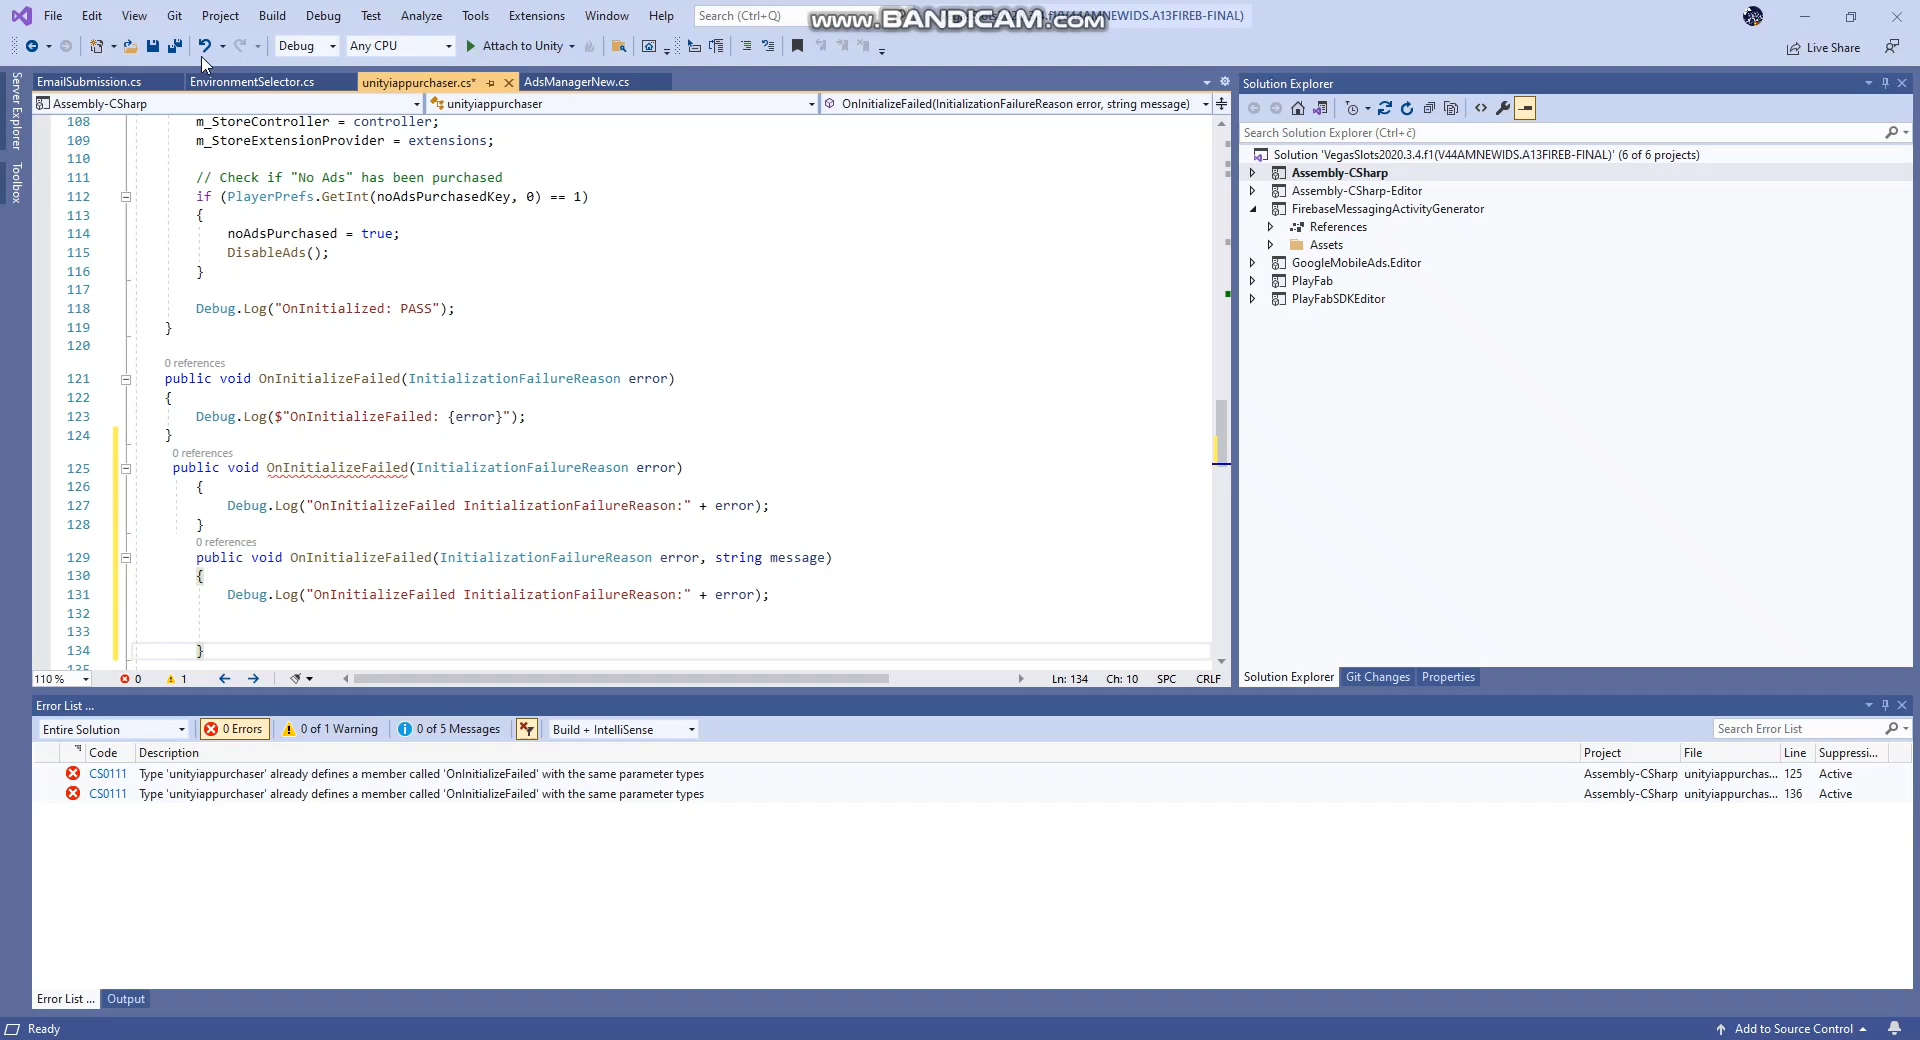 File Edit View Git Project Build Debug Test Analyze Tools Extensions Window Help Search (Ctrl+Q)
www.BANDICAM.com
Debug Any CPU Attach to Unity Live Share
EmailSubmission.cs EnvironmentSelector.cs unityiappurchaser.cs* AdsManagerNew.cs
Assembly-CSharp unityiappurchaser OnInitializeFailed(InitializationFailureReason error, string message)
Server Explorer
Toolbox
108 m_StoreController = controller;
109 m_StoreExtensionProvider = extensions;
110
111 // Check if "No Ads" has been purchased
112 if (PlayerPrefs.GetInt(noAdsPurchasedKey, 0) == 1)
113 {
114 noAdsPurchased = true;
115 DisableAds();
116 }
117
118 Debug.Log("OnInitialized: PASS");
119 }
120
0 references
121 public void OnInitializeFailed(InitializationFailureReason error)
122 {
123 Debug.Log($"OnInitializeFailed: {error}");
124 }
0 references
125 public void OnInitializeFailed(InitializationFailureReason error)
126 {
127 Debug.Log("OnInitializeFailed InitializationFailureReason:" + error);
128 }
0 references
129 public void OnInitializeFailed(InitializationFailureReason error, string message)
130 {
131 Debug.Log("OnInitializeFailed InitializationFailureReason:" + error);
132
133
134 }
135
110 % 0 1 Ln: 134 Ch: 10 SPC CRLF
Solution Explorer
Search Solution Explorer (Ctrl+č)
Solution 'VegasSlots2020.3.4.f1(V44AMNEWIDS.A13FIREB-FINAL)' (6 of 6 projects)
Assembly-CSharp
Assembly-CSharp-Editor
FirebaseMessagingActivityGenerator
References
Assets
GoogleMobileAds.Editor
PlayFab
PlayFabSDKEditor
Solution Explorer Git Changes Properties
Error List ...
Entire Solution 0 Errors 0 of 1 Warning 0 of 5 Messages Build + IntelliSense Search Error List
Code Description Project File Line Suppressi...
CS0111 Type 'unityiappurchaser' already defines a member called 'OnInitializeFailed' with the same parameter types Assembly-CSharp unityiappurchas... 125 Active
CS0111 Type 'unityiappurchaser' already defines a member called 'OnInitializeFailed' with the same parameter types Assembly-CSharp unityiappurchas... 136 Active
Error List ... Output
Ready Add to Source Control